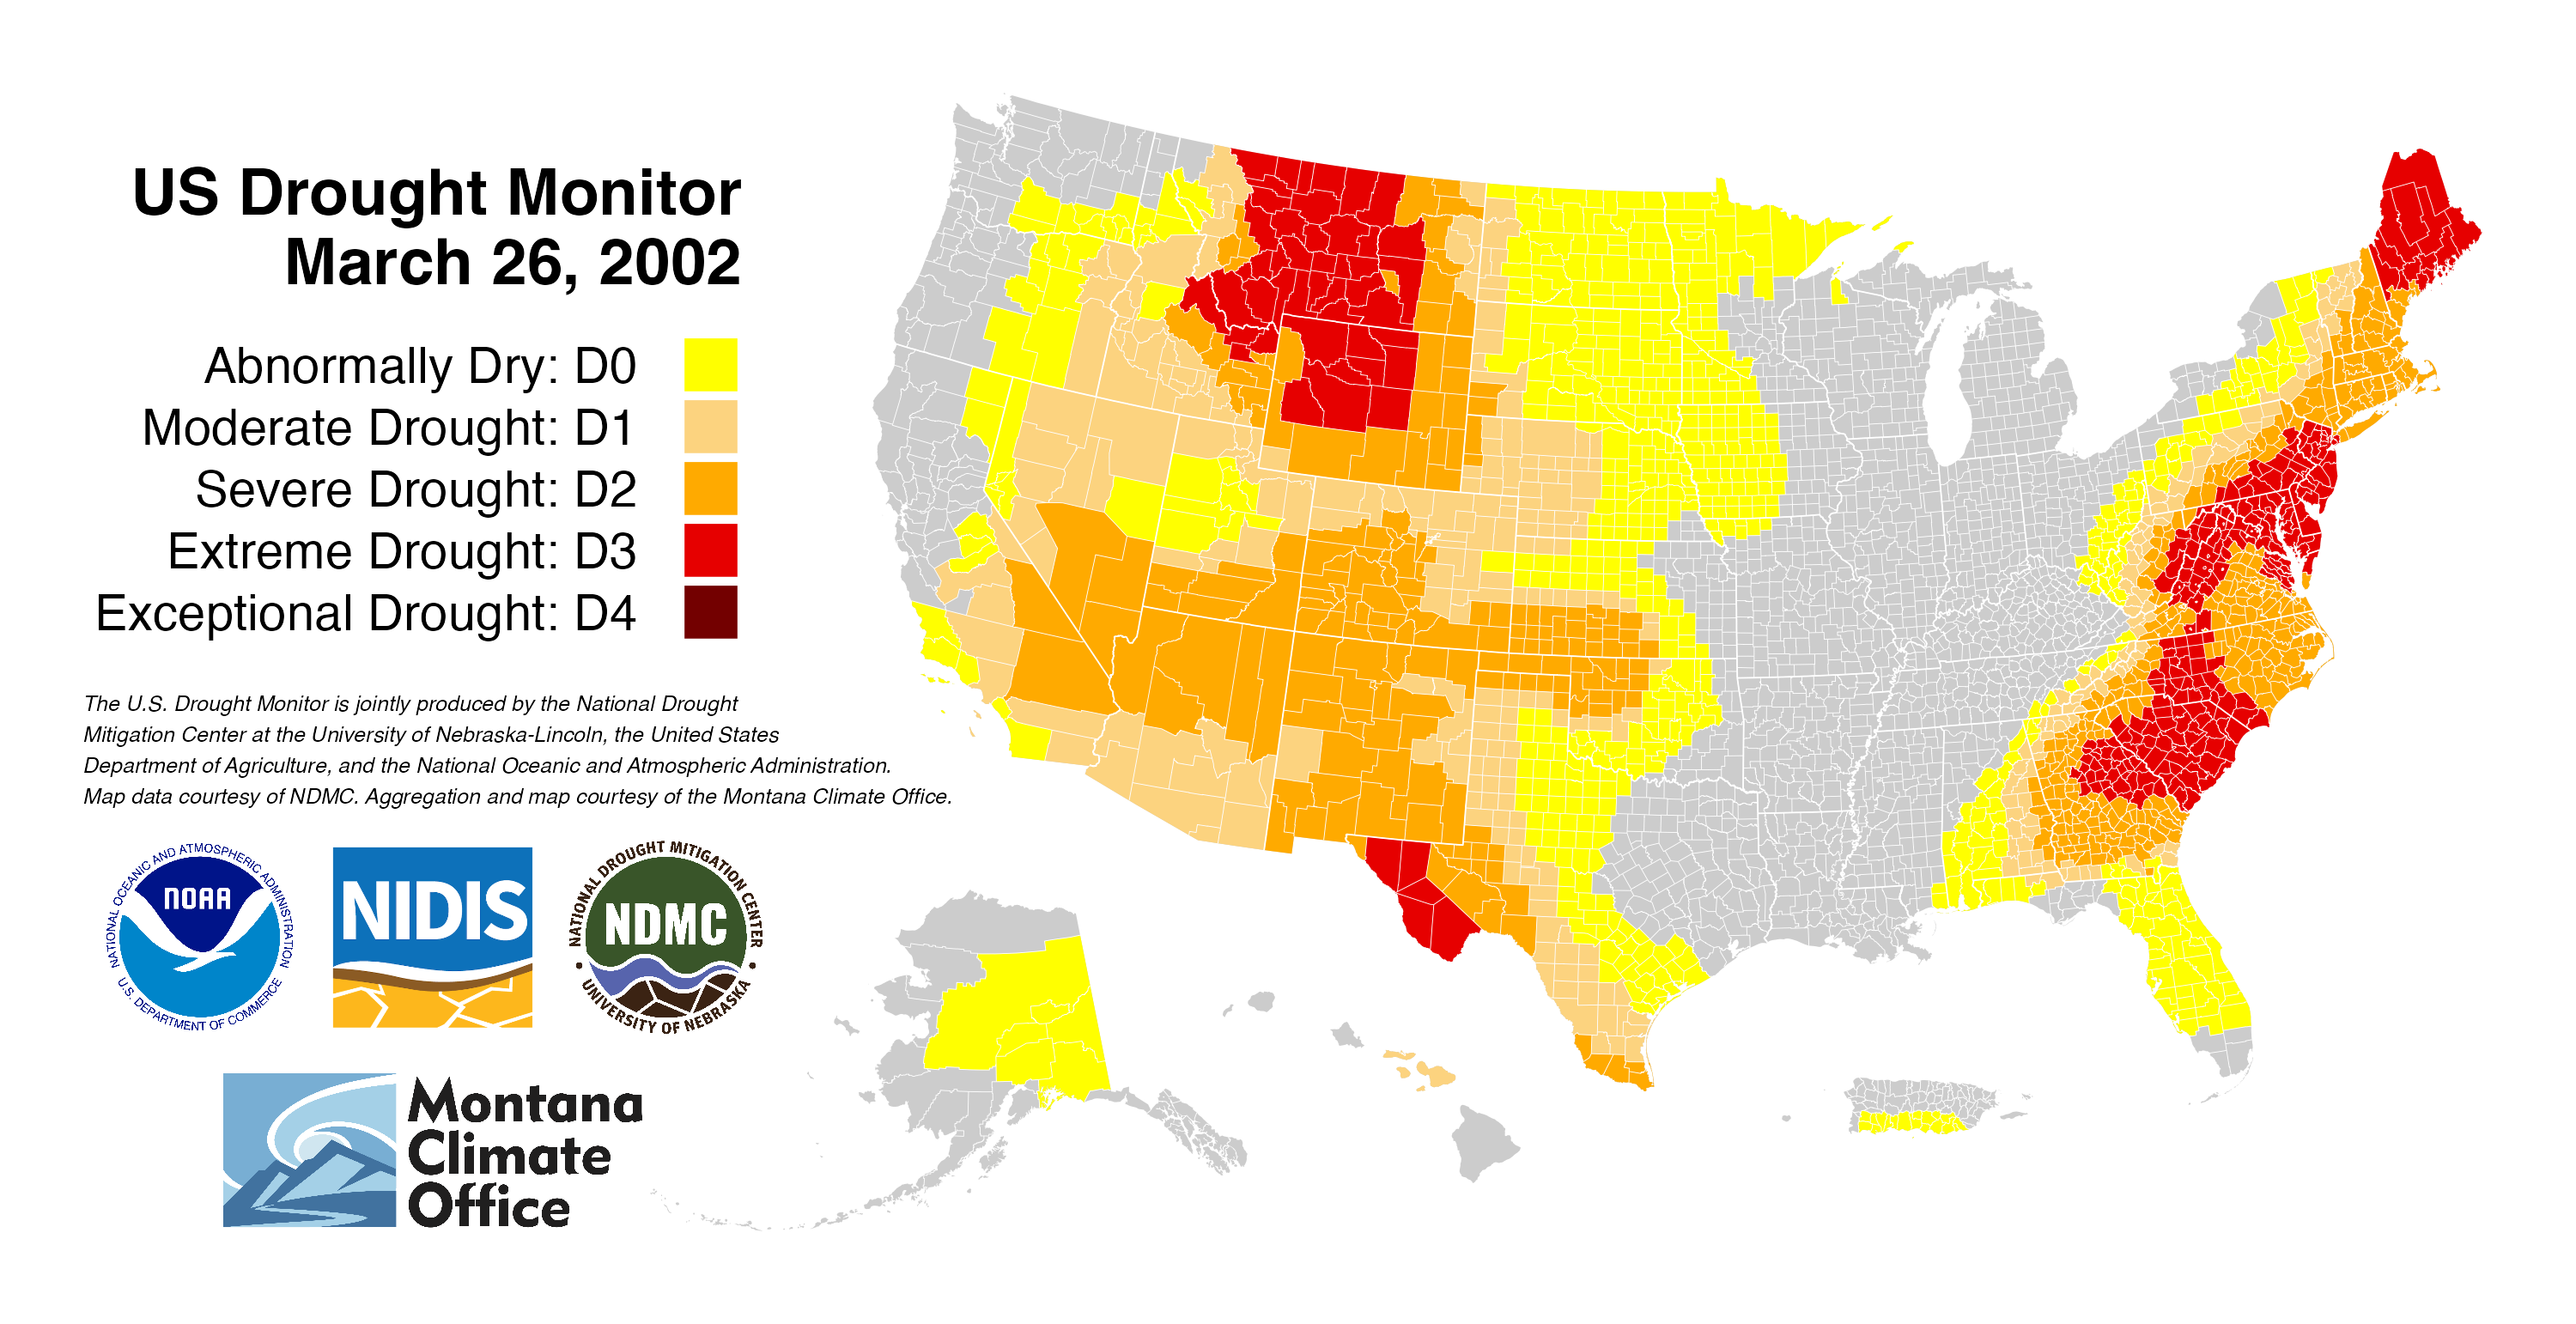 US Drought Monitor
March 26, 2002
Abnormally Dry: D0
Moderate Drought: D1
Severe Drought: D2
Extreme Drought: D3
Exceptional Drought: D4
The U.S. Drought Monitor is jointly produced by the National Drought
Mitigation Center at the University of Nebraska-Lincoln, the United States
Department of Agriculture, and the National Oceanic and Atmospheric Administration.
Map data courtesy of NDMC. Aggregation and map courtesy of the Montana Climate Office.
NATIONAL OCEANIC AND ATMOSPHERIC ADMINISTRATION
NOAA
U.S. DEPARTMENT OF COMMERCE
NIDIS
NATIONAL DROUGHT MITIGATION CENTER
NDMC
UNIVERSITY OF NEBRASKA
Montana
Climate
Office